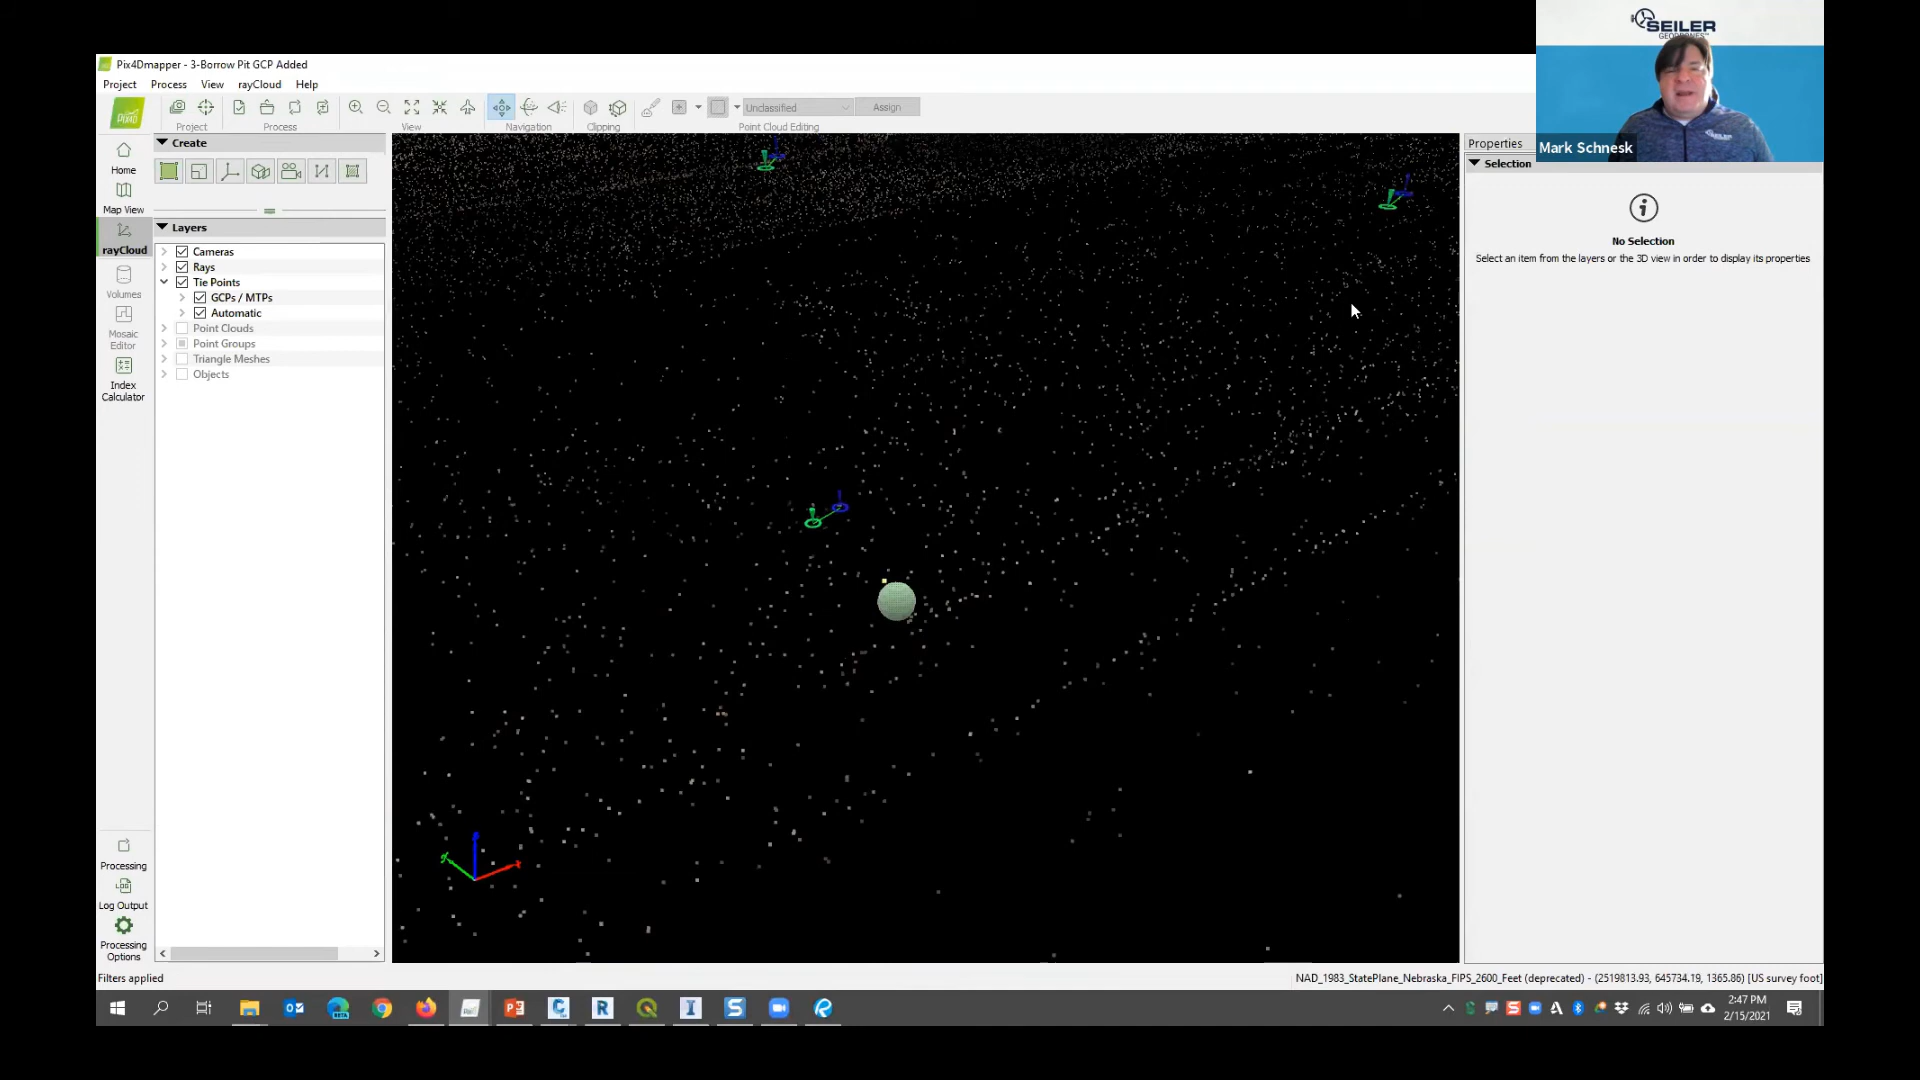 SEILER
GEODRONES
Mark Schnesk
Pix4Dmapper - 3-Borrow Pit GCP Added
Project Process View rayCloud Help
Unclassified Assign
Project Process View Navigation Clipping Point Cloud Editing
Create
Home
Map View
rayCloud
Volumes
Mosaic
Editor
Index
Calculator
Layers
Cameras
Rays
Tie Points
GCPs / MTPs
Automatic
Point Clouds
Point Groups
Triangle Meshes
Objects
Properties
Selection
No Selection
Select an item from the layers or the 3D view in order to display its properties
Processing
Log Output
Processing
Options
Filters applied
NAD_1983_StatePlane_Nebraska_FIPS_2600_Feet (deprecated) - (2519813.93, 645734.19, 1365.86) [US survey foot]
2:47 PM
2/15/2021